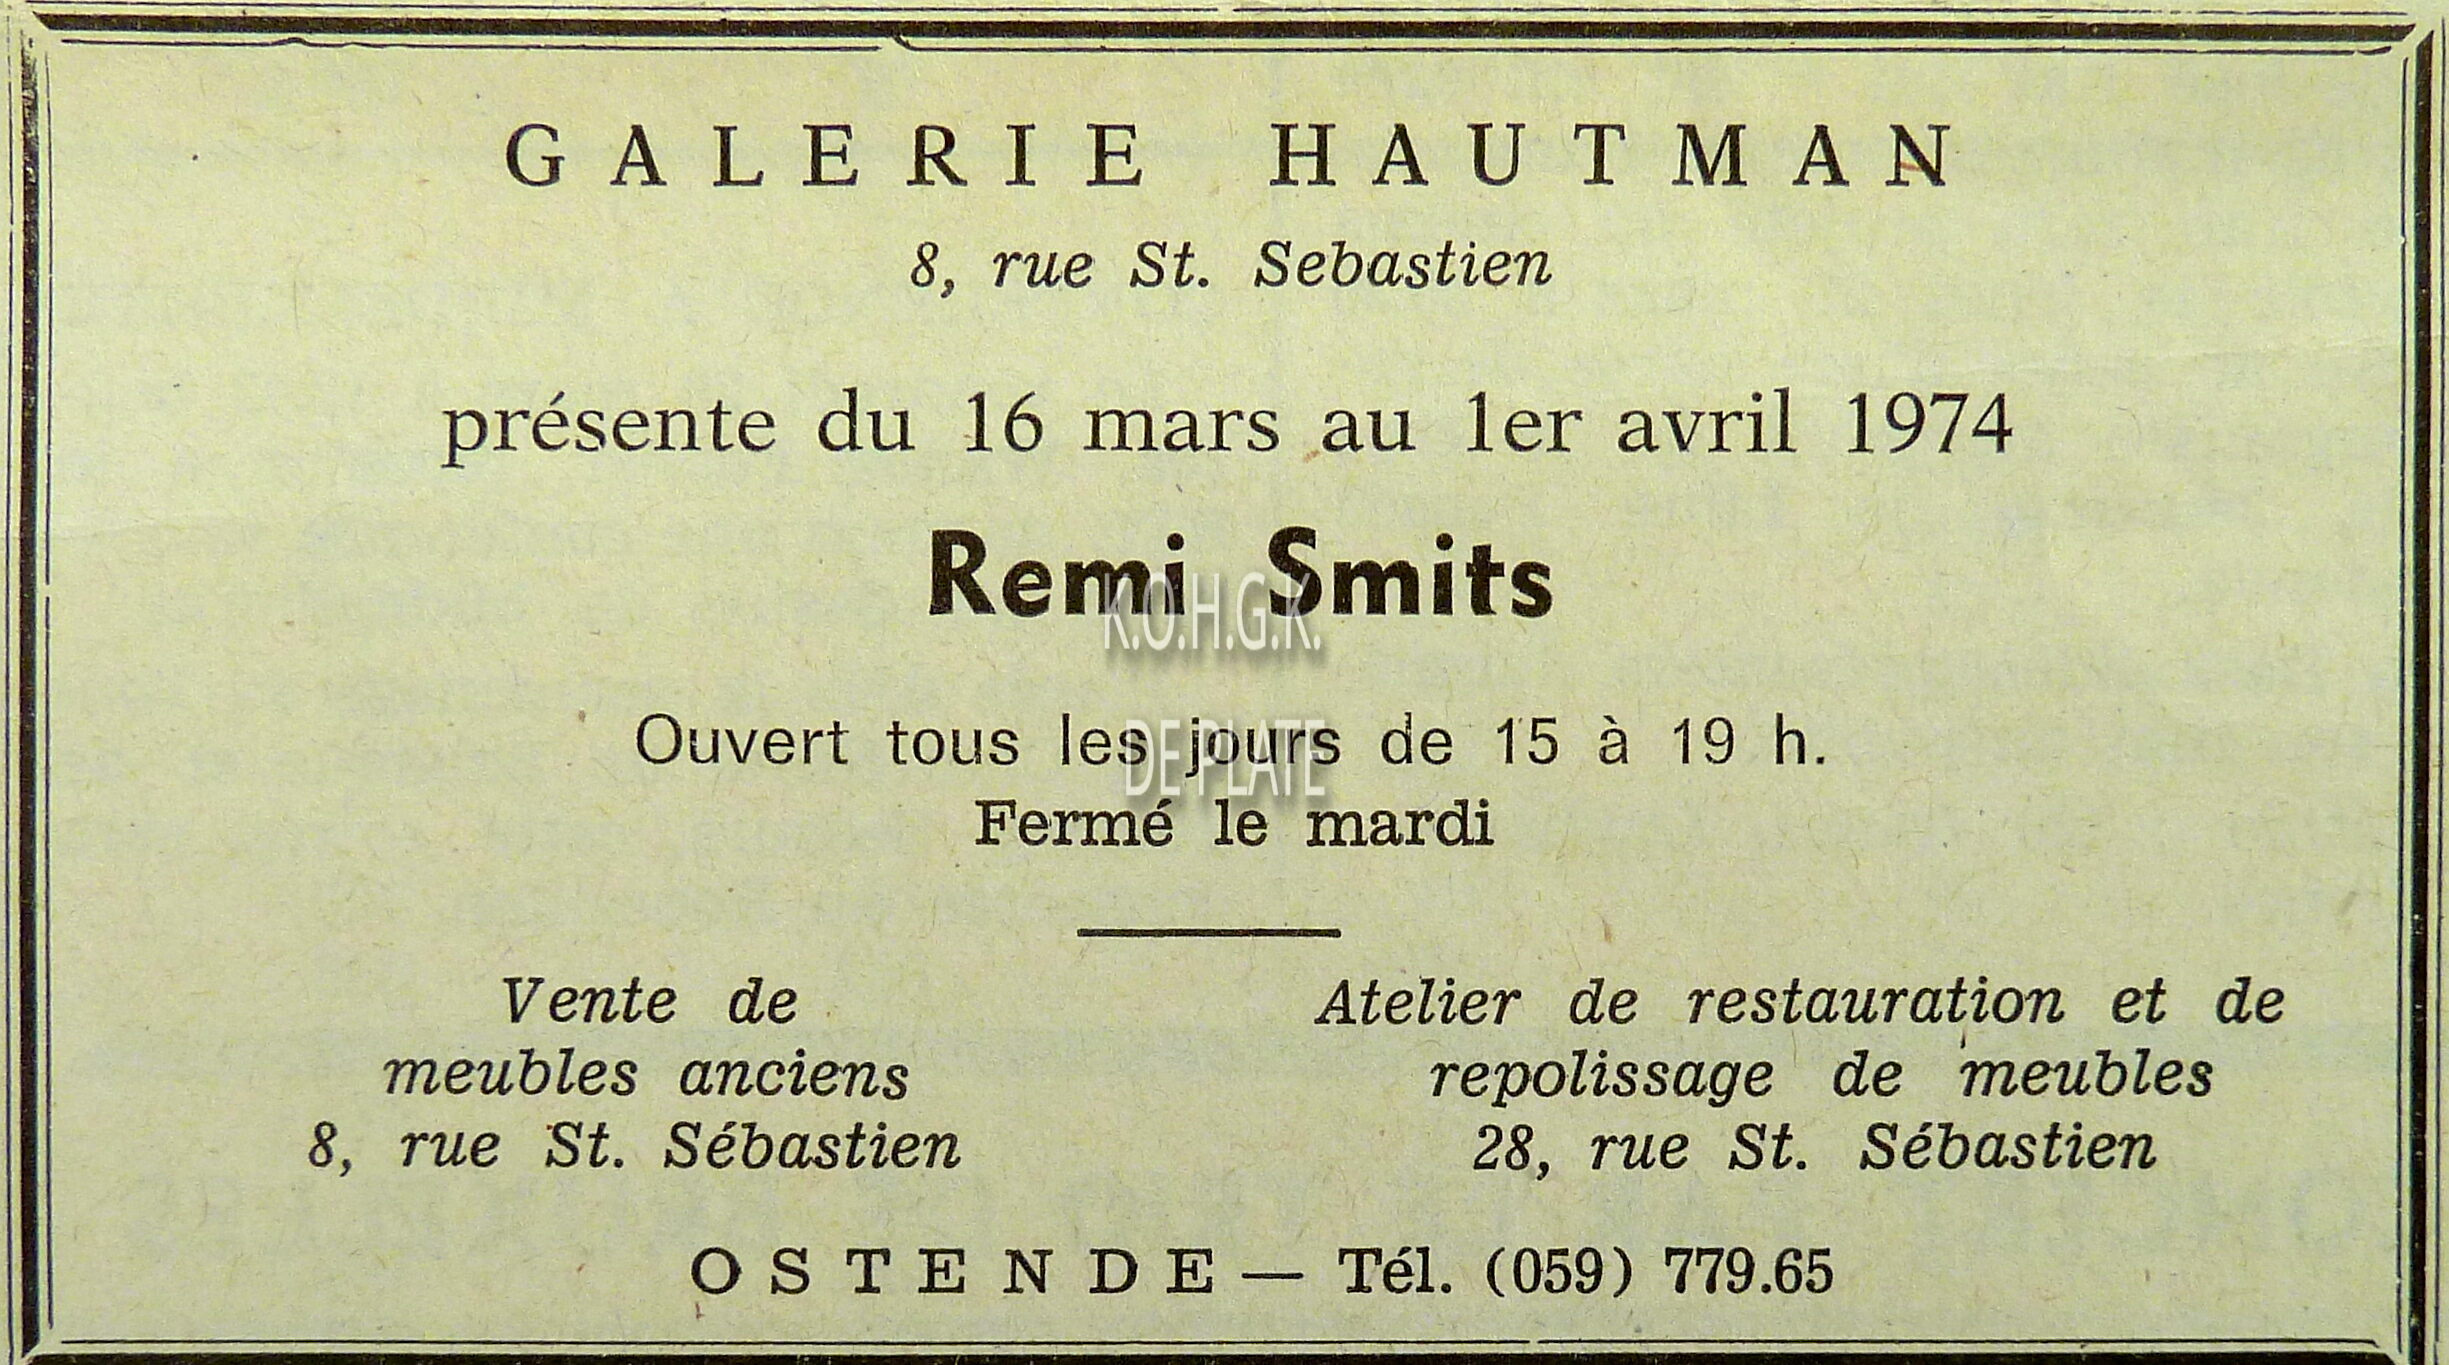 GALERIE HAUTMAN
8, rue St. Sebastien
présente du 16 mars au 1er avril 1974
Remi Smits
K.O.H.G.K.
Ouvert tous les jours de 15 à 19 h.
DE PLATE
Fermé le mardi
Vente de
meubles anciens
8, rue St. Sébastien
Atelier de restauration et de
repolissage de meubles
28, rue St. Sébastien
OSTENDE — Tél. (059) 779.65